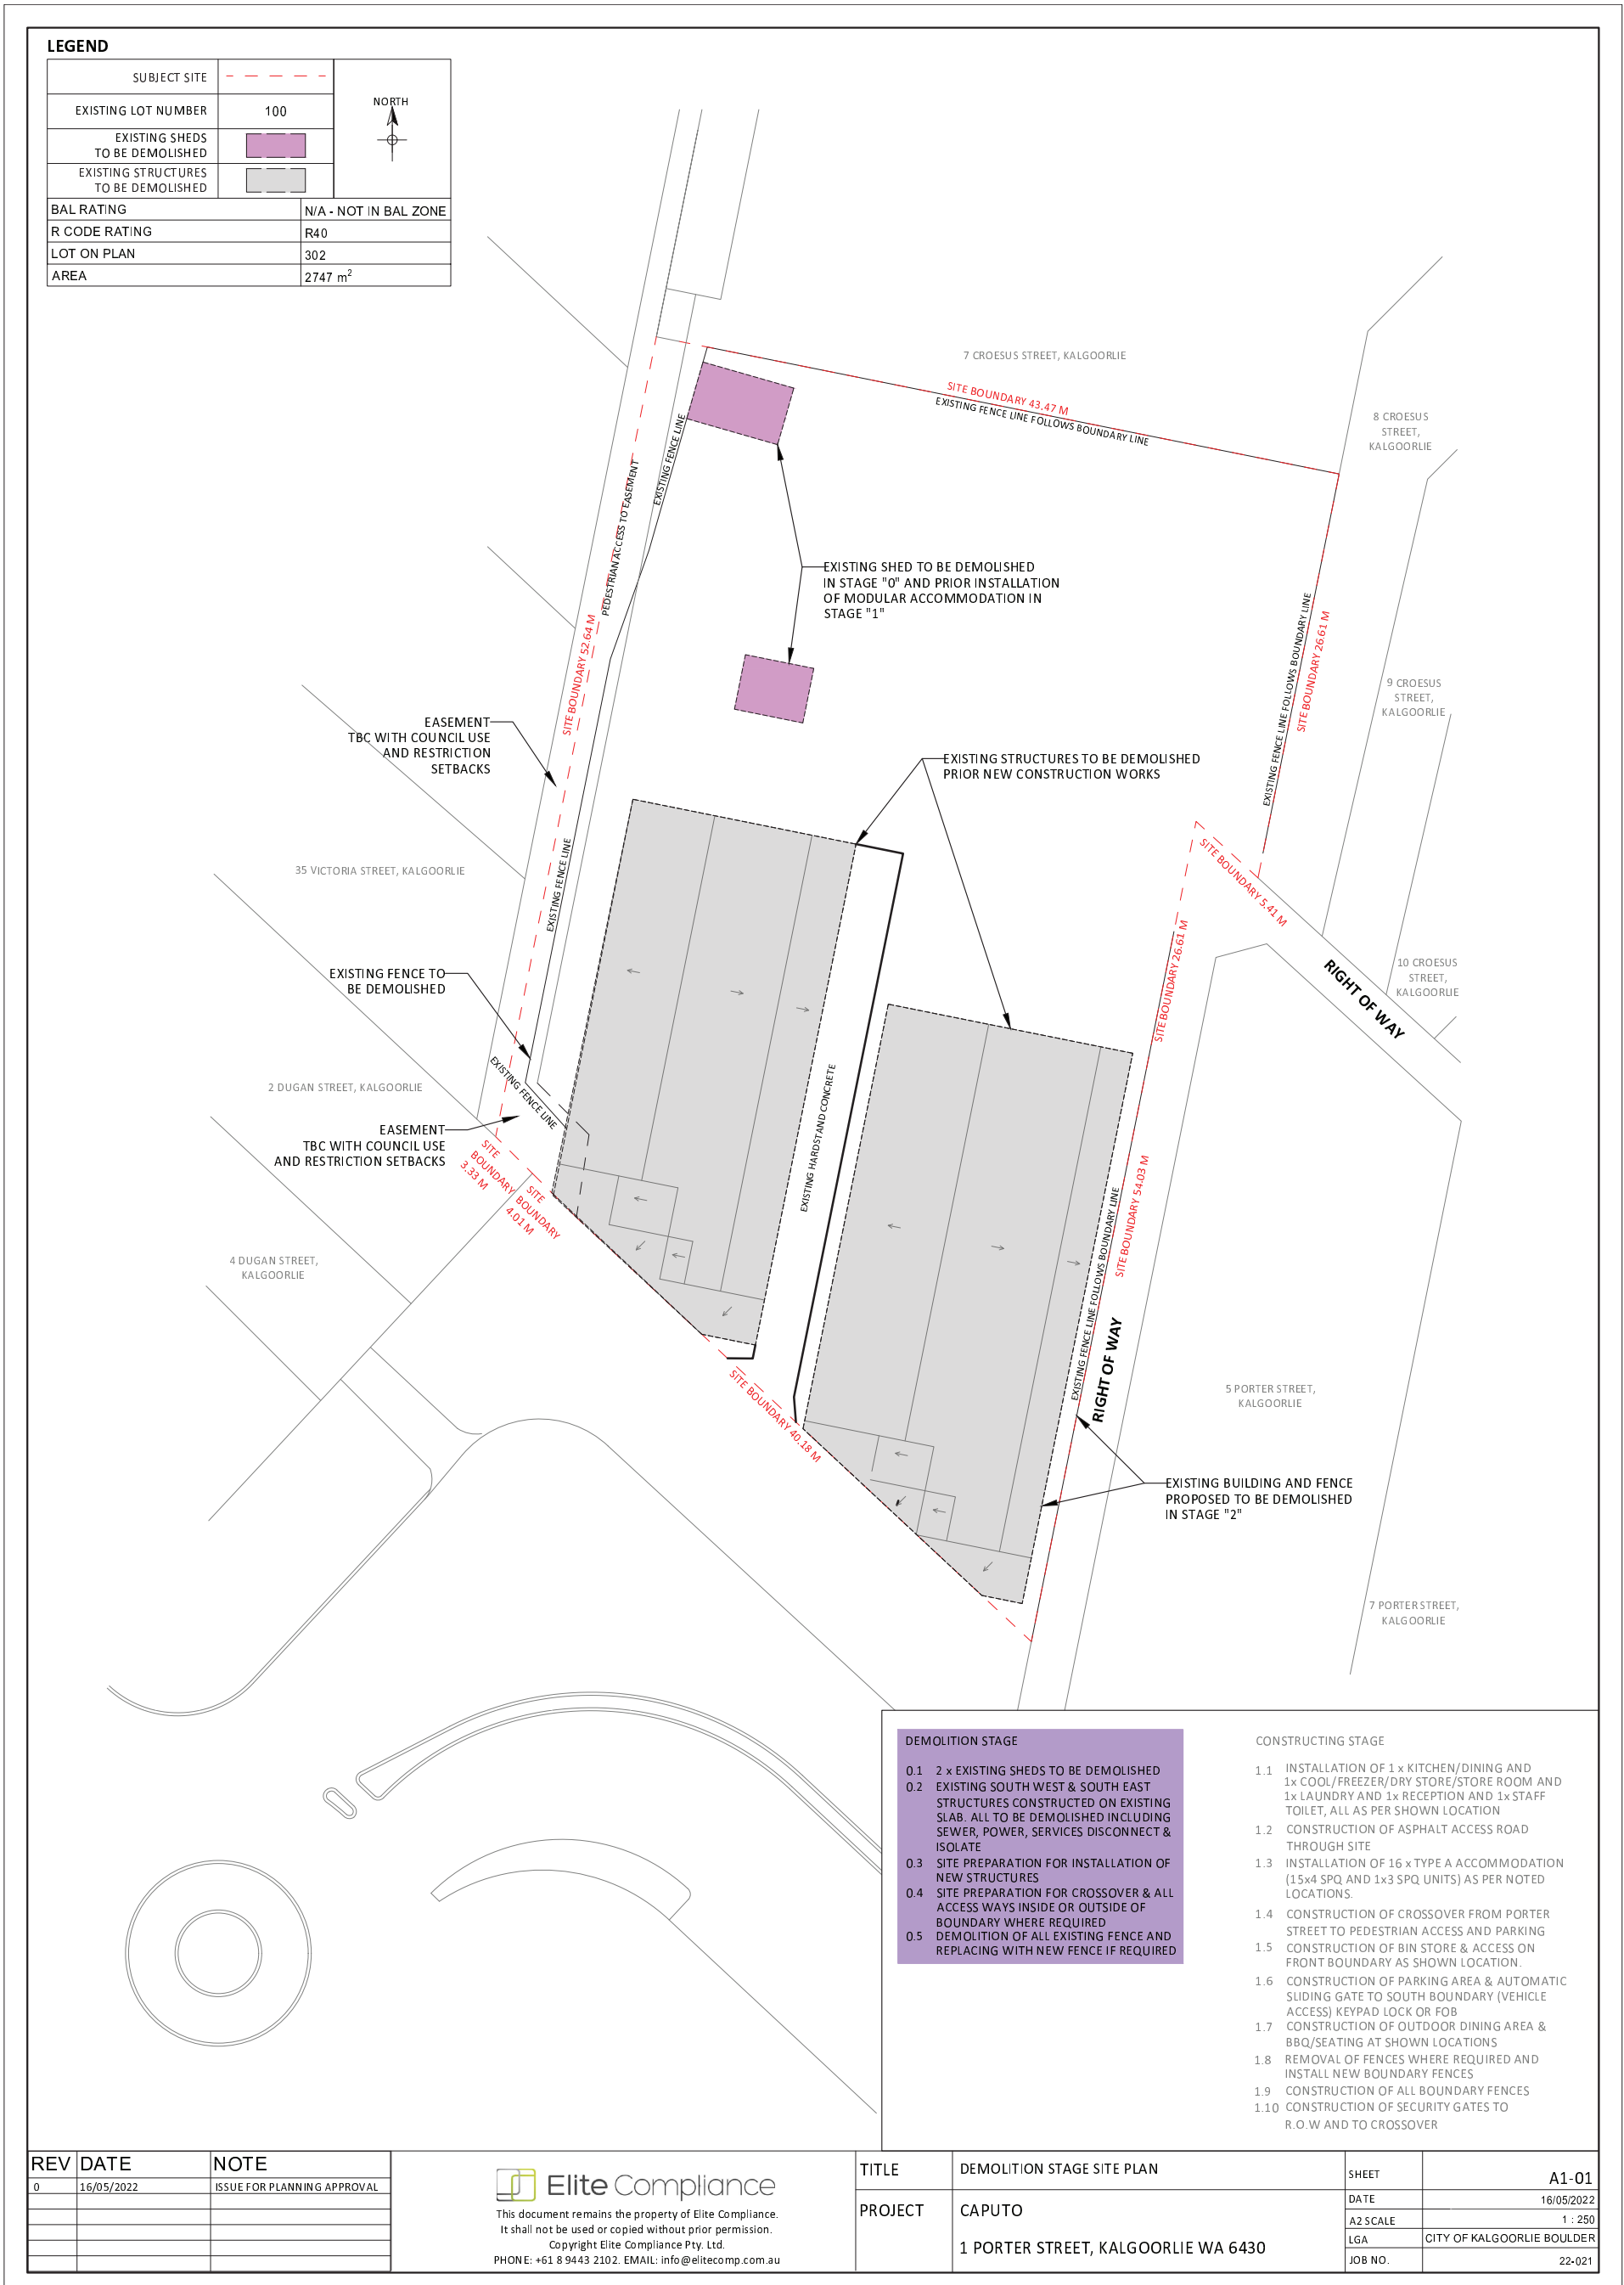 LEGEND
SUBJECT SITE
EXISTING LOT NUMBER 100
EXISTING SHEDS
TO BE DEMOLISHED
EXISTING STRUCTURES
TO BE DEMOLISHED
NORTH
BAL RATING N/A - NOT IN BAL ZONE
R CODE RATING R40
LOT ON PLAN 302
AREA 2747 m²
7 CROESUS STREET, KALGOORLIE
SITE BOUNDARY 43.47 M
EXISTING FENCE LINE FOLLOWS BOUNDARY LINE
8 CROESUS
STREET,
KALGOORLIE
EXISTING FENCE LINE
PEDESTRIAN ACCESS TO EASEMENT
SITE BOUNDARY 52.64 M
EXISTING SHED TO BE DEMOLISHED
IN STAGE "0" AND PRIOR INSTALLATION
OF MODULAR ACCOMMODATION IN
STAGE "1"
EXISTING FENCE LINE FOLLOWS BOUNDARY LINE
SITE BOUNDARY 26.61 M
9 CROESUS
STREET,
KALGOORLIE
EASEMENT
TBC WITH COUNCIL USE
AND RESTRICTION
SETBACKS
EXISTING STRUCTURES TO BE DEMOLISHED
PRIOR NEW CONSTRUCTION WORKS
35 VICTORIA STREET, KALGOORLIE
EXISTING FENCE LINE
SITE BOUNDARY 5.41 M
SITE BOUNDARY 26.61 M
RIGHT OF WAY
10 CROESUS
STREET,
KALGOORLIE
EXISTING FENCE TO
BE DEMOLISHED
EXISTING FENCE LINE
2 DUGAN STREET, KALGOORLIE
EASEMENT
TBC WITH COUNCIL USE
AND RESTRICTION SETBACKS
SITE
BOUNDARY
3.33 M
SITE
BOUNDARY
4.01 M
EXISTING HARDSTAND CONCRETE
4 DUGAN STREET,
KALGOORLIE
EXISTING FENCE LINE FOLLOWS BOUNDARY LINE
SITE BOUNDARY 54.03 M
RIGHT OF WAY
SITE BOUNDARY 40.18 M
5 PORTER STREET,
KALGOORLIE
EXISTING BUILDING AND FENCE
PROPOSED TO BE DEMOLISHED
IN STAGE "2"
7 PORTER STREET,
KALGOORLIE
DEMOLITION STAGE
0.1 2 x EXISTING SHEDS TO BE DEMOLISHED
0.2 EXISTING SOUTH WEST & SOUTH EAST
STRUCTURES CONSTRUCTED ON EXISTING
SLAB. ALL TO BE DEMOLISHED INCLUDING
SEWER, POWER, SERVICES DISCONNECT &
ISOLATE
0.3 SITE PREPARATION FOR INSTALLATION OF
NEW STRUCTURES
0.4 SITE PREPARATION FOR CROSSOVER & ALL
ACCESS WAYS INSIDE OR OUTSIDE OF
BOUNDARY WHERE REQUIRED
0.5 DEMOLITION OF ALL EXISTING FENCE AND
REPLACING WITH NEW FENCE IF REQUIRED
CONSTRUCTING STAGE
1.1 INSTALLATION OF 1 x KITCHEN/DINING AND
1x COOL/FREEZER/DRY STORE/STORE ROOM AND
1x LAUNDRY AND 1x RECEPTION AND 1x STAFF
TOILET, ALL AS PER SHOWN LOCATION
1.2 CONSTRUCTION OF ASPHALT ACCESS ROAD
THROUGH SITE
1.3 INSTALLATION OF 16 x TYPE A ACCOMMODATION
(15x4 SPQ AND 1x3 SPQ UNITS) AS PER NOTED
LOCATIONS.
1.4 CONSTRUCTION OF CROSSOVER FROM PORTER
STREET TO PEDESTRIAN ACCESS AND PARKING
1.5 CONSTRUCTION OF BIN STORE & ACCESS ON
FRONT BOUNDARY AS SHOWN LOCATION.
1.6 CONSTRUCTION OF PARKING AREA & AUTOMATIC
SLIDING GATE TO SOUTH BOUNDARY (VEHICLE
ACCESS) KEYPAD LOCK OR FOB
1.7 CONSTRUCTION OF OUTDOOR DINING AREA &
BBQ/SEATING AT SHOWN LOCATIONS
1.8 REMOVAL OF FENCES WHERE REQUIRED AND
INSTALL NEW BOUNDARY FENCES
1.9 CONSTRUCTION OF ALL BOUNDARY FENCES
1.10 CONSTRUCTION OF SECURITY GATES TO
R.O.W AND TO CROSSOVER
REV DATE NOTE
0 16/05/2022 ISSUE FOR PLANNING APPROVAL
Elite Compliance
This document remains the property of Elite Compliance.
It shall not be used or copied without prior permission.
Copyright Elite Compliance Pty. Ltd.
PHONE: +61 8 9443 2102. EMAIL: info@elitecomp.com.au
TITLE DEMOLITION STAGE SITE PLAN
PROJECT CAPUTO
1 PORTER STREET, KALGOORLIE WA 6430
SHEET A1-01
DATE 16/05/2022
A2 SCALE 1 : 250
LGA CITY OF KALGOORLIE BOULDER
JOB NO. 22-021